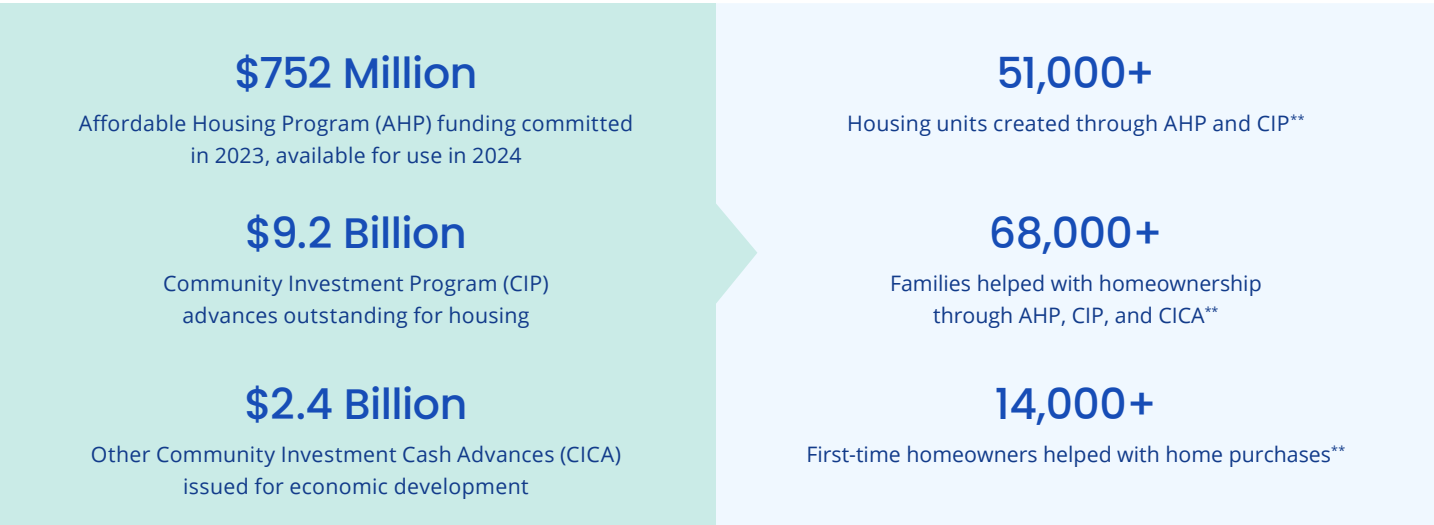 $752 Million
Affordable Housing Program (AHP) funding committed
in 2023, available for use in 2024
$9.2 Billion
Community Investment Program (CIP)
advances outstanding for housing
$2.4 Billion
Other Community Investment Cash Advances (CICA)
issued for economic development
51,000+
Housing units created through AHP and CIP**
68,000+
Families helped with homeownership
through AHP, CIP, and CICA**
14,000+
First-time homeowners helped with home purchases**